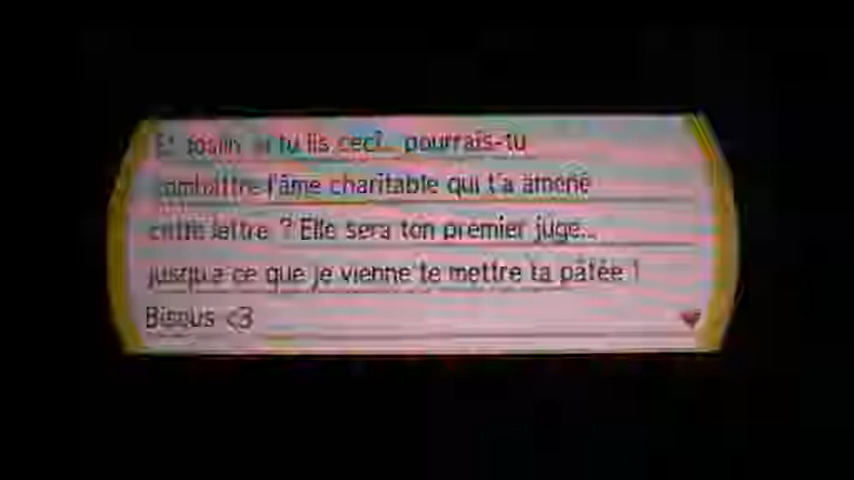 Et si tu lis ceci... pourrais-tu
combattre l'âme charitable qui t'a amené
cette lettre ? Elle sera ton premier juge...
jusqu'à ce que je vienne te mettre ta pâtée !
Bisous <3